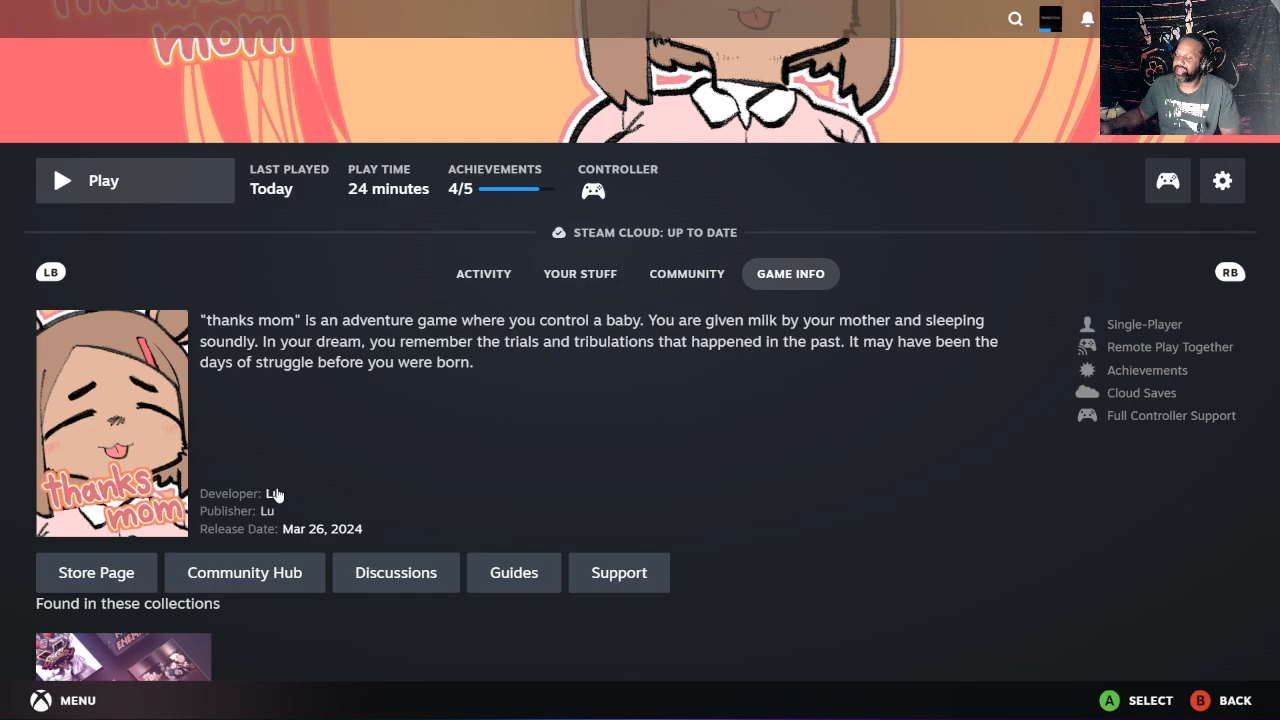 thanks
mom
Play
LAST PLAYED
Today
PLAY TIME
24 minutes
ACHIEVEMENTS
4/5
CONTROLLER
STEAM CLOUD: UP TO DATE
LB
ACTIVITY
YOUR STUFF
COMMUNITY
GAME INFO
RB
"thanks mom" is an adventure game where you control a baby. You are given milk by your mother and sleeping
soundly. In your dream, you remember the trials and tribulations that happened in the past. It may have been the
days of struggle before you were born.
Single-Player
Remote Play Together
Achievements
Cloud Saves
Full Controller Support
thanks
mom
Developer: Lu
Publisher: Lu
Release Date: Mar 26, 2024
Store Page
Community Hub
Discussions
Guides
Support
Found in these collections
MENU
A SELECT
B BACK